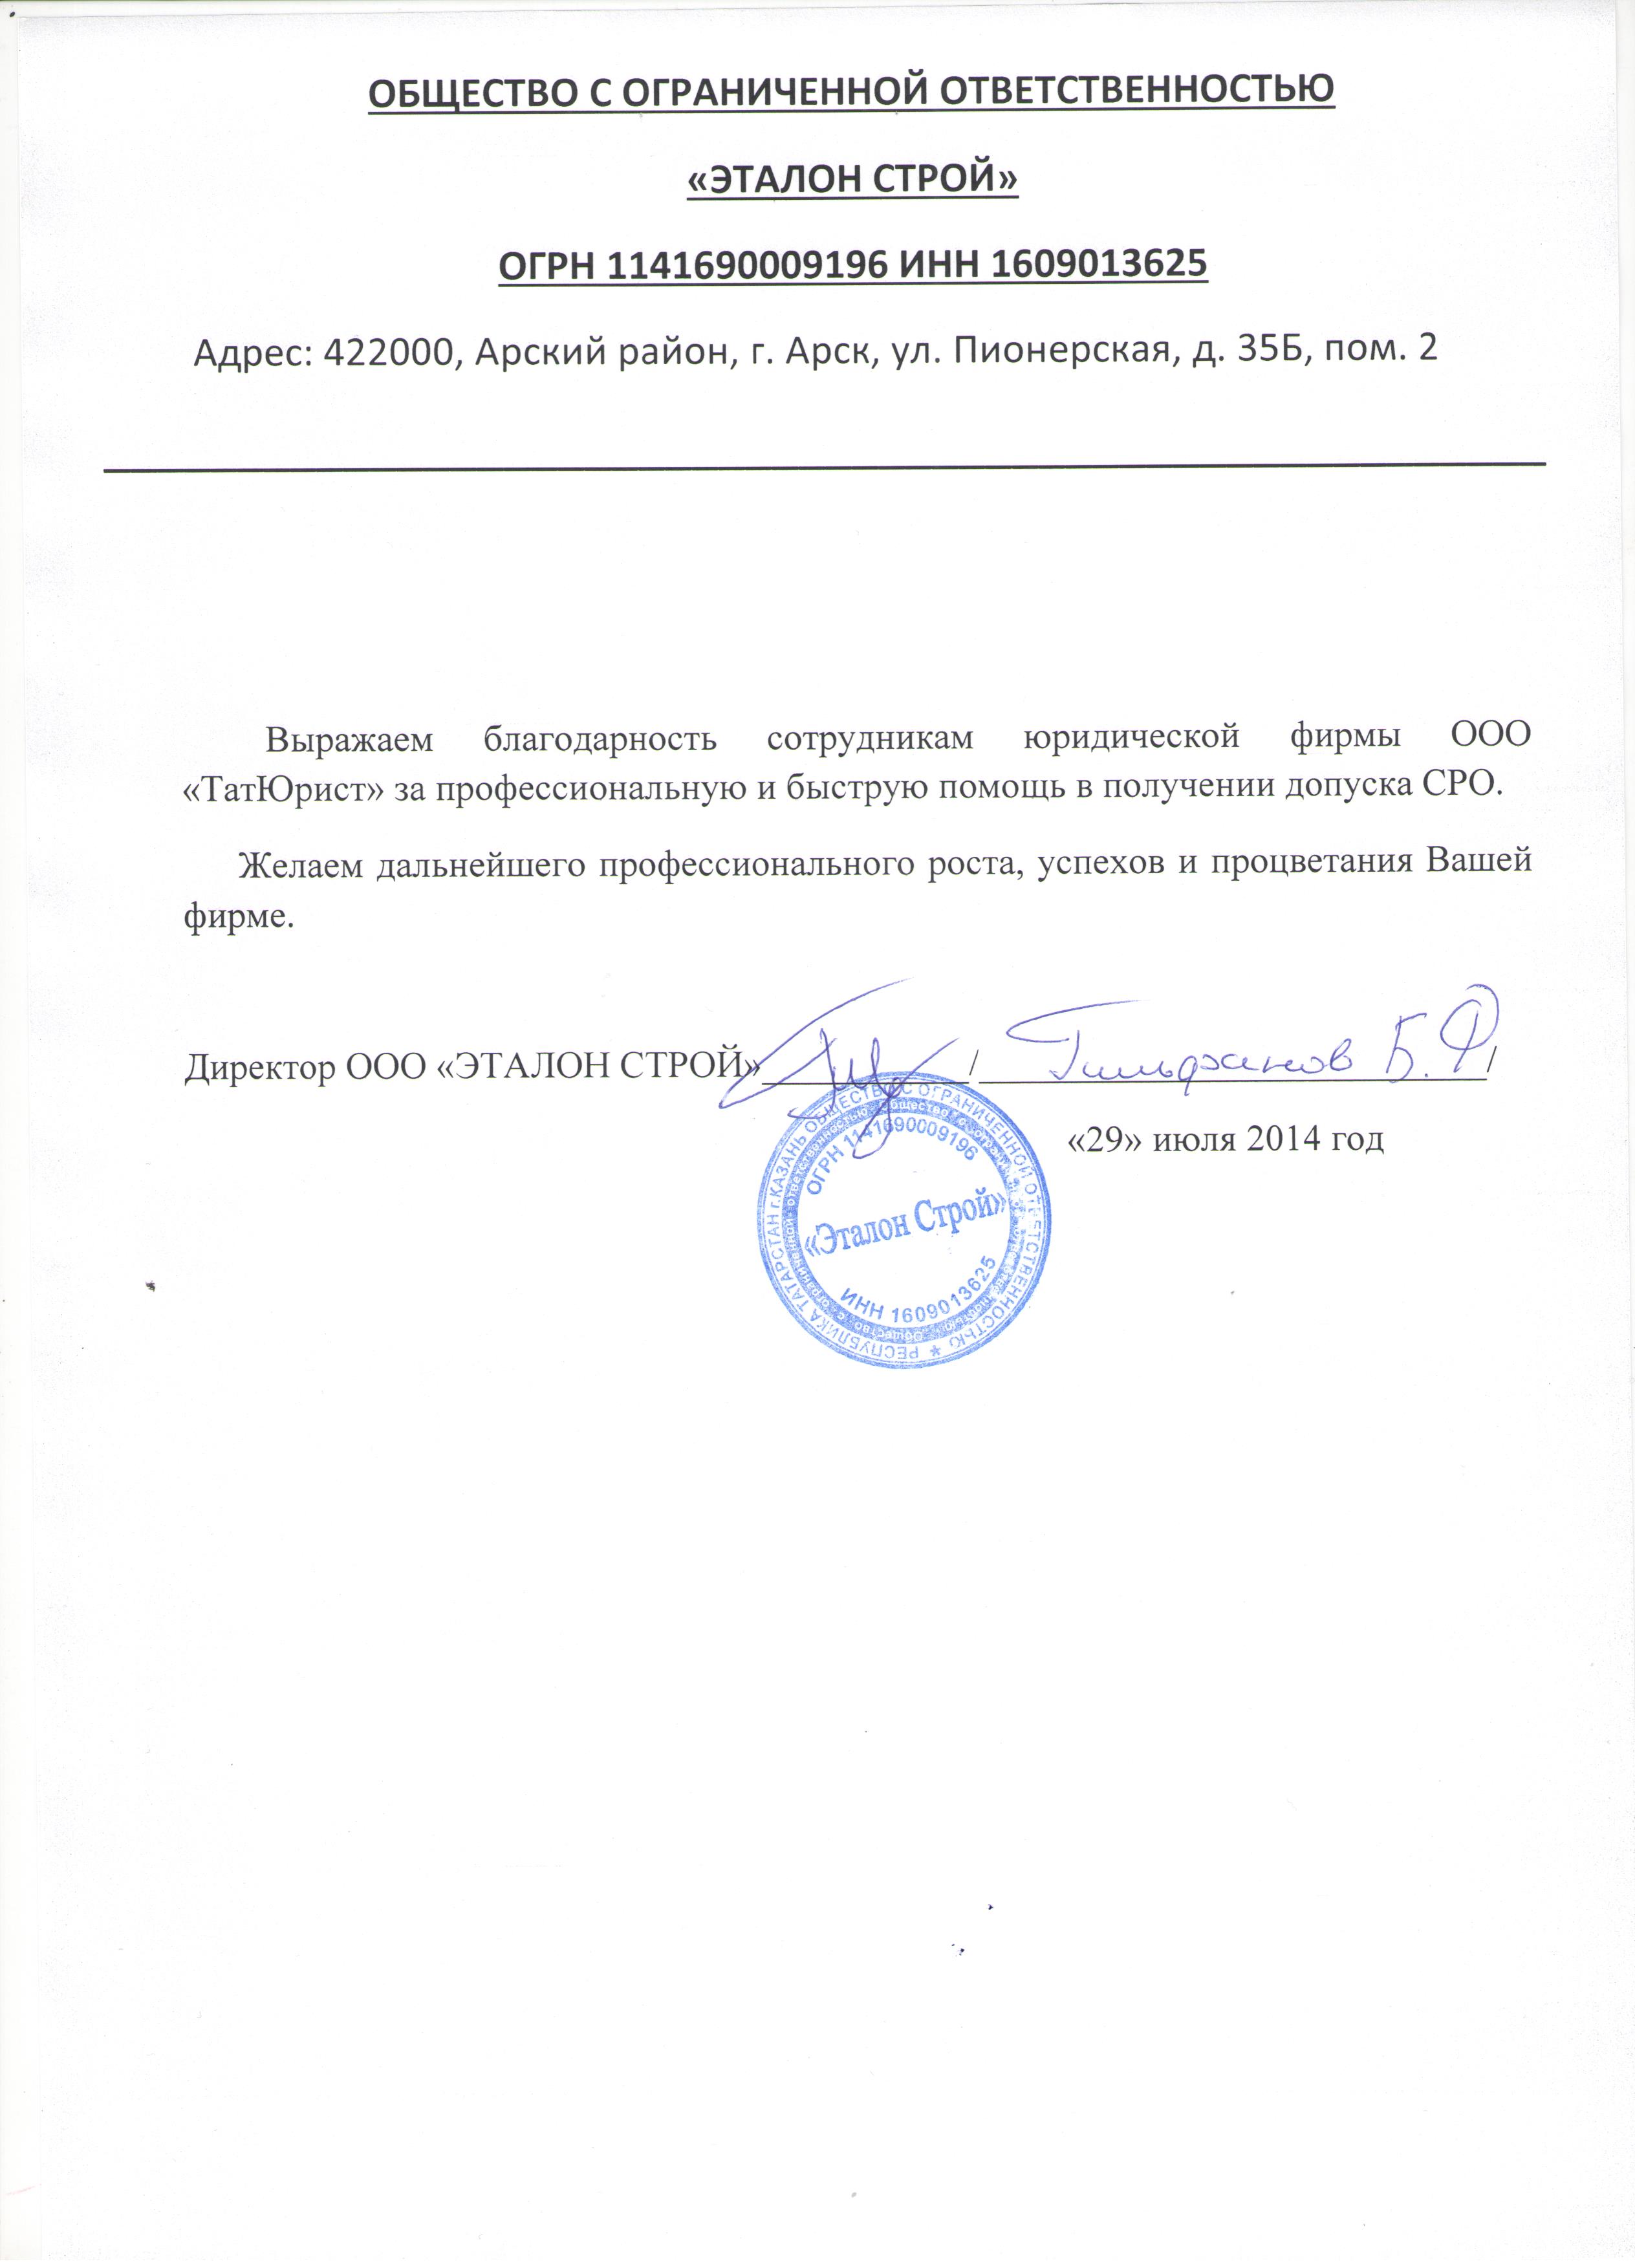 ОБЩЕСТВО С ОГРАНИЧЕННОЙ ОТВЕТСТВЕННОСТЬЮ
«ЭТАЛОН СТРОЙ»
ОГРН 1141690009196 ИНН 1609013625
Адрес: 422000, Арский район, г. Арск, ул. Пионерская, д. 35Б, пом. 2
Выражаем благодарность сотрудникам юридической фирмы ООО
«ТатЮрист» за профессиональную и быструю помощь в получении допуска СРО.
Желаем дальнейшего профессионального роста, успехов и процветания Вашей
фирме.
Директор ООО «ЭТАЛОН СТРОЙ» / Гильфанов Б.Ф /
«29» июля 2014 год
РЕСПУБЛИКА ТАТАРСТАН г.КАЗАНЬ ОБЩЕСТВО С ОГРАНИЧЕННОЙ ОТВЕТСТВЕННОСТЬЮ
ОГРН 1141690009196
«Эталон Строй»
ИНН 1609013625